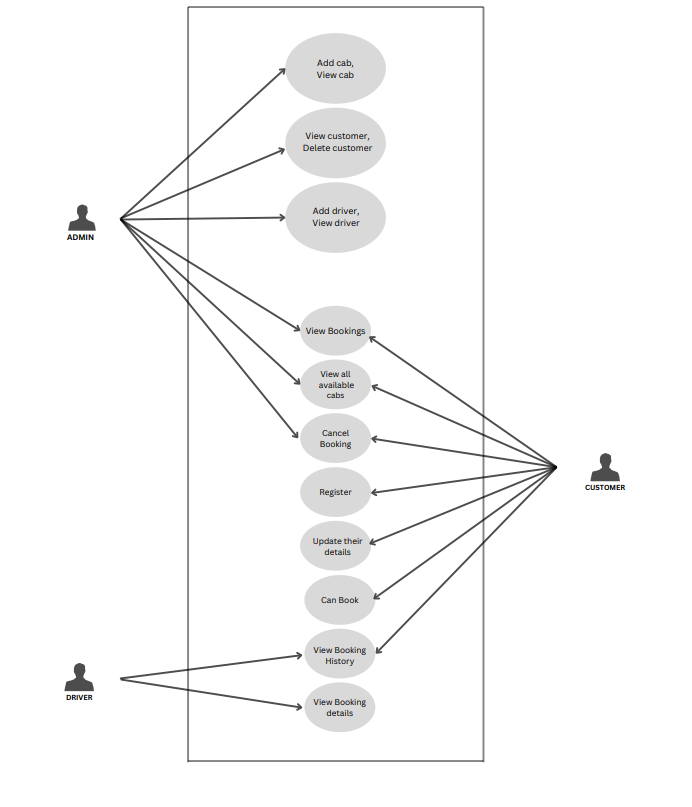 Add cab,
View cab
View customer,
Delete customer
Add driver,
View driver
ADMIN
View Bookings
View all
available
cabs
Cancel
Booking
Register
CUSTOMER
Update their
details
Can Book
View Booking
History
DRIVER
View Booking
details